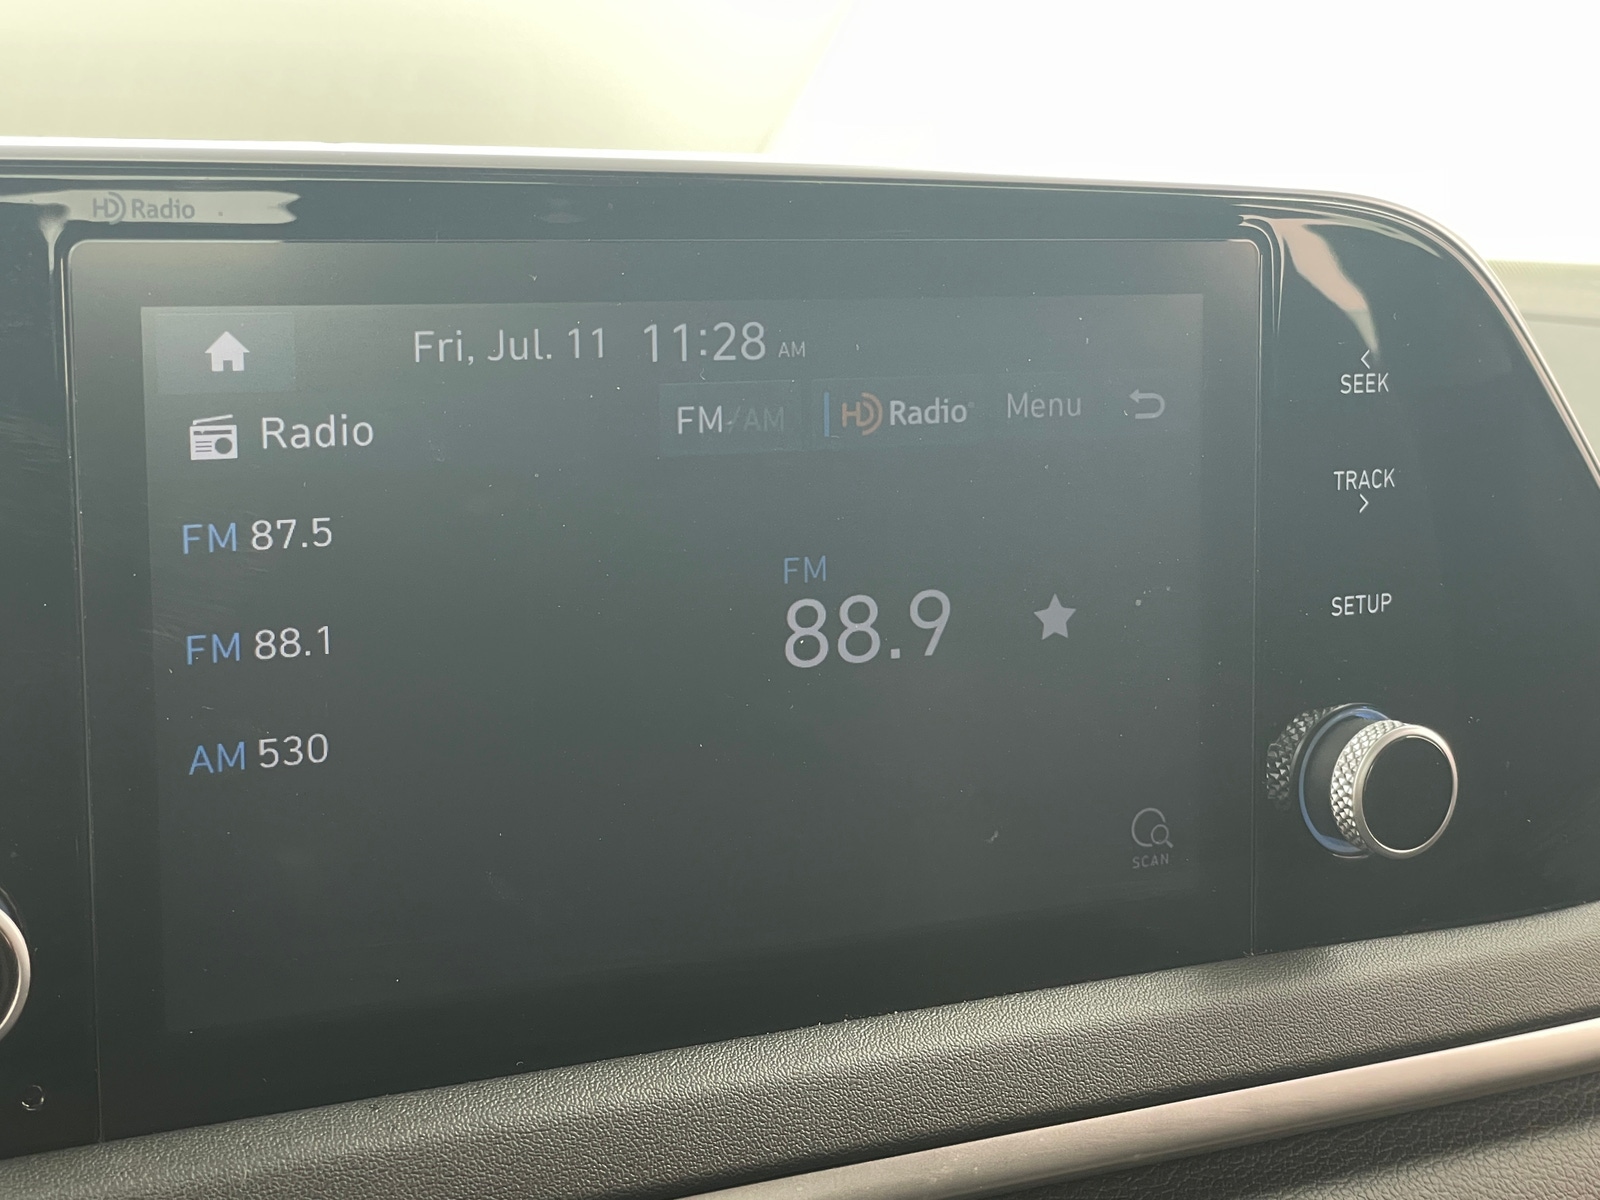 HD Radio
Fri, Jul. 11 11:28 AM
Radio
FM/AM HD Radio Menu
FM 87.5
FM 88.1
AM 530
FM
88.9
SCAN
< SEEK
TRACK >
SETUP